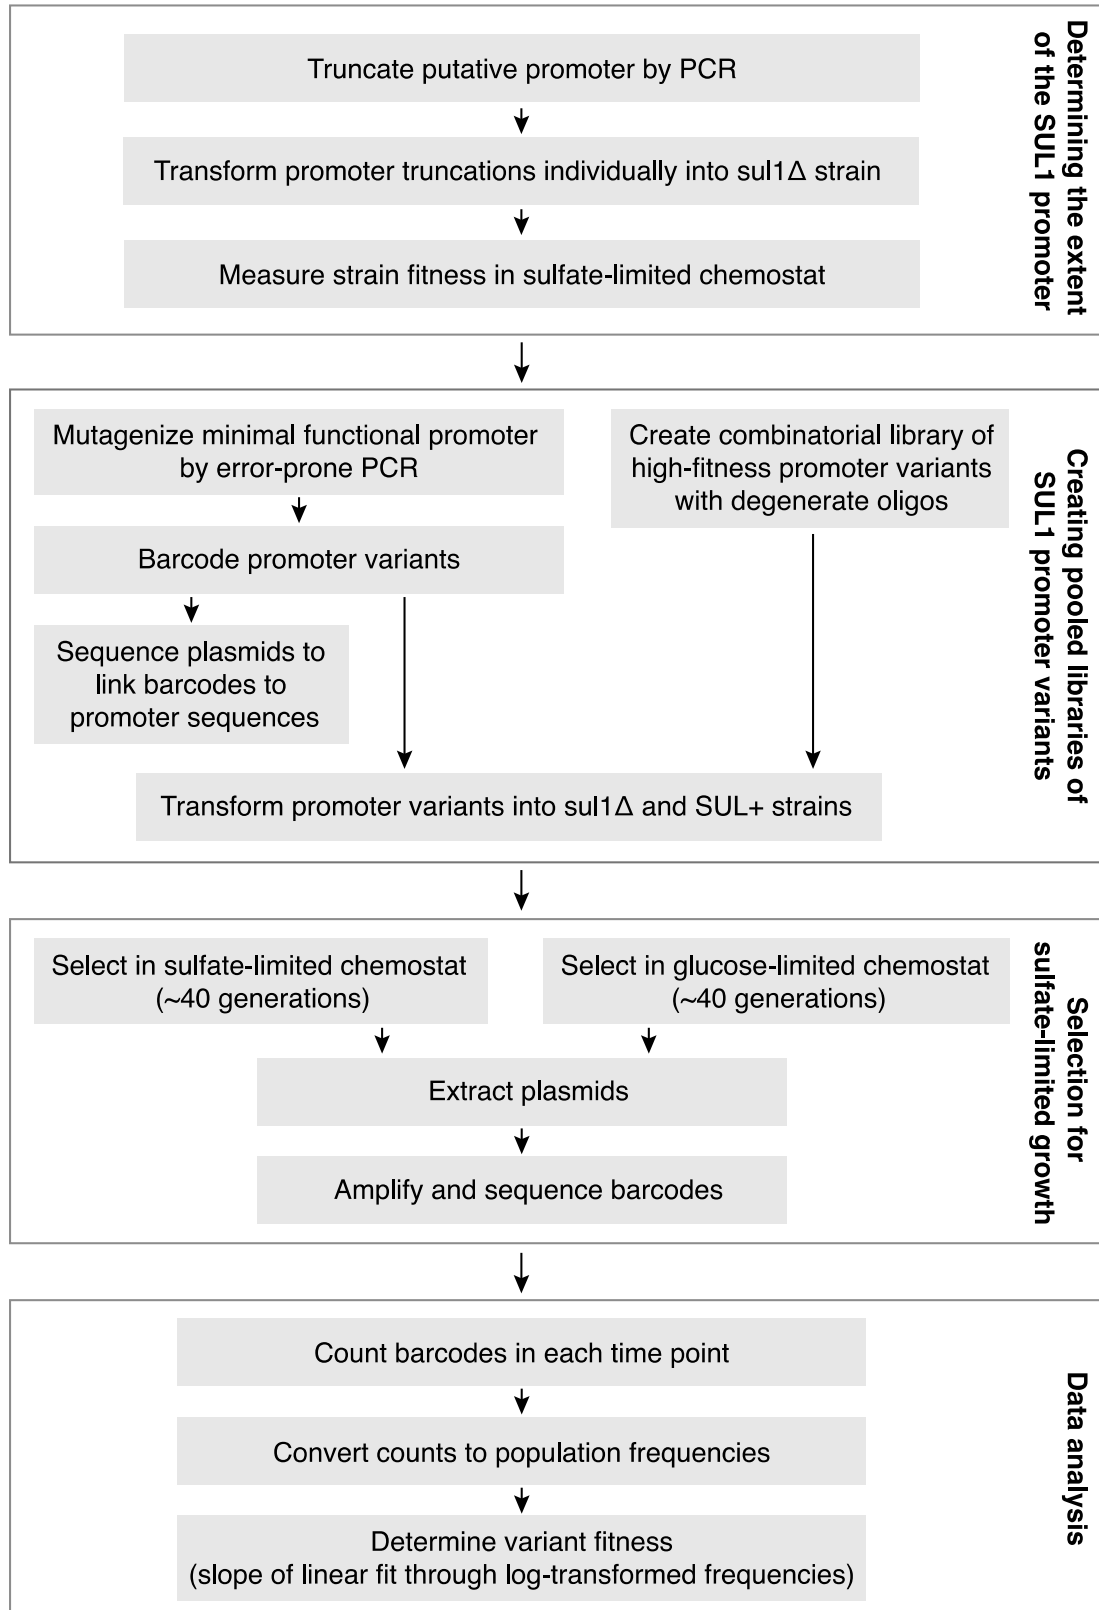 Determining the extent
of the SUL1 promoter
Truncate putative promoter by PCR
Transform promoter truncations individually into sul1Δ strain
Measure strain fitness in sulfate-limited chemostat
Creating pooled libraries of
SUL1 promoter variants
Mutagenize minimal functional promoter
by error-prone PCR
Barcode promoter variants
Sequence plasmids to
link barcodes to
promoter sequences
Create combinatorial library of
high-fitness promoter variants
with degenerate oligos
Transform promoter variants into sul1Δ and SUL+ strains
Selection for
sulfate-limited growth
Select in sulfate-limited chemostat
(~40 generations)
Select in glucose-limited chemostat
(~40 generations)
Extract plasmids
Amplify and sequence barcodes
Data analysis
Count barcodes in each time point
Convert counts to population frequencies
Determine variant fitness
(slope of linear fit through log-transformed frequencies)